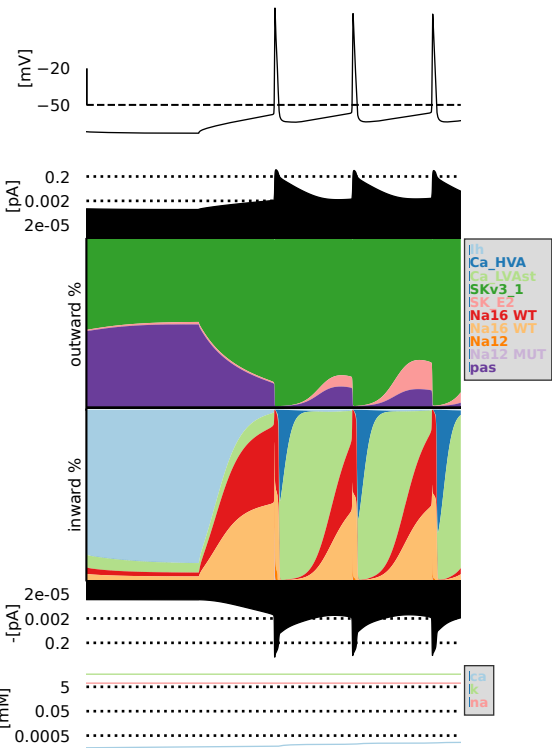 [mV]
−20
−50
[pA]
0.2
0.002
2e-05
outward %
Ih
Ca_HVA
Ca_LVAst
SKv3_1
SK_E2
Na16 WT
Na16 WT
Na12
Na12 MUT
pas
inward %
-[pA]
2e-05
0.002
0.2
[mM]
5
0.05
0.0005
ca
k
na